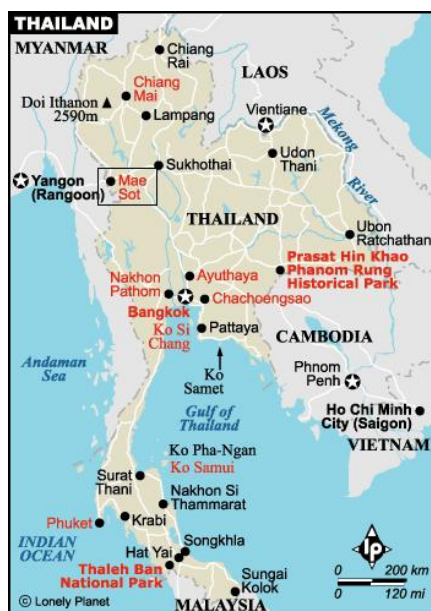 THAILAND
MYANMAR
Chiang
Rai
LAOS
Chiang
Mai
Doi Ithanon
2590m
Lampang
Vientiane
Mekong
River
Udon
Thani
Sukhothai
Yangon
(Rangoon)
Mae
Sot
THAILAND
Ubon
Ratchathan
Prasat Hin Khao
Phanom Rung
Historical Park
Ayuthaya
Nakhon
Pathom
Chachoengsao
Bangkok
Ko Si
Chang
Pattaya
CAMBODIA
Andaman
Sea
Ko
Samet
Phnom
Penh
Gulf of
Thailand
Ho Chi Minh
City (Saigon)
VIETNAM
Ko Pha-Ngan
Ko Samui
Surat
Thani
Nakhon Si
Thammarat
Phuket
Krabi
INDIAN
OCEAN
Songkhla
Hat Yai
Thaleh Ban
National Park
Sungai
Kolok
MALAYSIA
lp
0 200 km
0 120 mi
© Lonely Planet